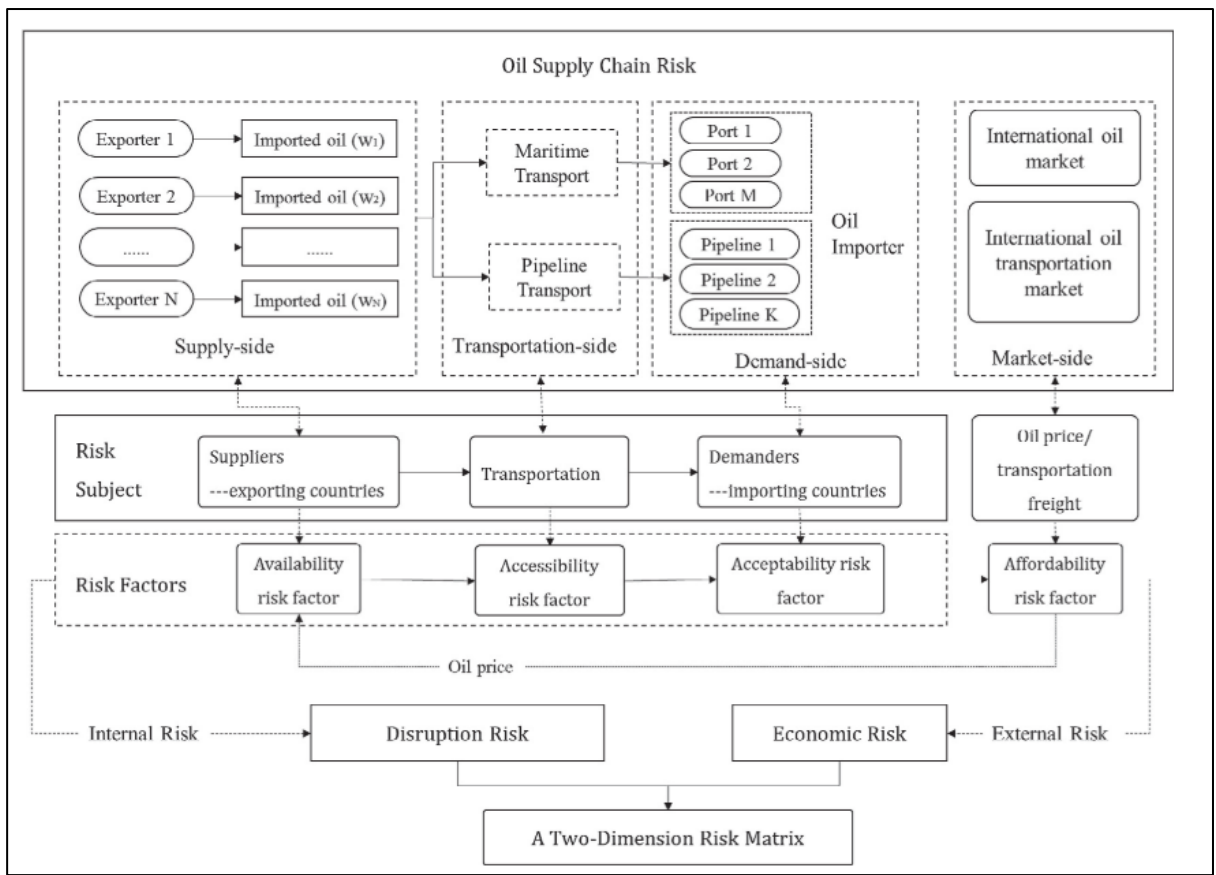 Oil Supply Chain Risk
Exporter 1
Imported oil (W1)
Exporter 2
Imported oil (W2)
......
......
Exporter N
Imported oil (WN)
Supply-side
Maritime
Transport
Pipeline
Transport
Transportation-side
Port 1
Port 2
Port M
Pipeline 1
Pipeline 2
Pipeline K
Oil
Importer
Demand-side
International oil
market
International oil
transportation
market
Market-side
Risk
Subject
Suppliers
---exporting countries
Transportation
Demanders
---importing countries
Oil price/
transportation
freight
Risk Factors
Availability
risk factor
Accessibility
risk factor
Acceptability risk
factor
Affordability
risk factor
Oil price
Internal Risk
Disruption Risk
Economic Risk
External Risk
A Two-Dimension Risk Matrix